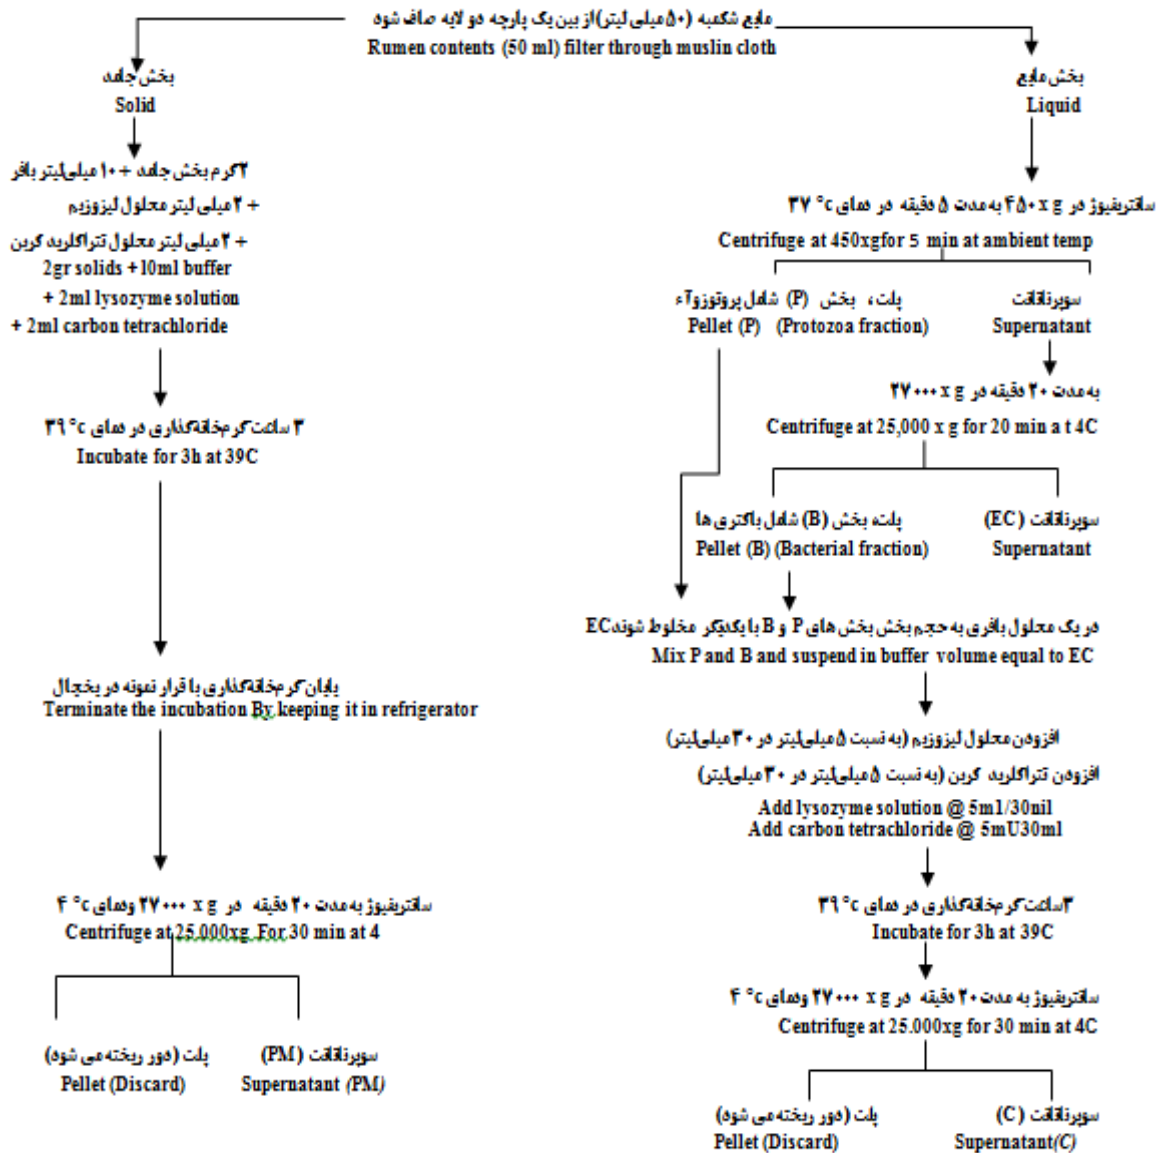 مایع شکمبه (۵۰ میلی لیتر) از بین یک پارچه دو لایه صاف شود
Rumen contents (50 ml) filter through muslin cloth
بخش جامد
Solid
۲گرم بخش جامد + ۱۰ میلی‌لیتر بافر
+ ۲ میلی لیتر محلول لیزوزیم
+ ۲ میلی لیتر محلول تتراکلرید کربن
2gr solids +10ml buffer
+ 2ml lysozyme solution
+ 2ml carbon tetrachloride
۳ ساعت گرم‌خانه‌گذاری در دمای ۳۹ °c
Incubate for 3h at 39C
پایان گرم‌خانه‌گذاری با قرار نمونه در یخچال
Terminate the incubation By keeping it in refrigerator
سانتریفیوژ به مدت ۲۰ دقیقه در ۲۷۰۰۰ x g ودمای ۴ °c
Centrifuge at 25.000xg For 30 min at 4
پلت (دور ریخته می شود)
Pellet (Discard)
سوپرناتانت (PM)
Supernatant (PM)
بخش مایع
Liquid
سانتریفیوژ در ۴۵۰ x g به مدت ۵ دقیقه در دمای ۳۷ °c
Centrifuge at 450xgfor 5 min at ambient temp
پلت، بخش (P) شامل پروتوزوآء
Pellet (P) (Protozoa fraction)
سوپرناتانت
Supernatant
به مدت ۲۰ دقیقه در ۲۷۰۰۰ x g
Centrifuge at 25,000 x g for 20 min a t 4C
پلت، بخش (B) شامل باکتری ها
Pellet (B) (Bacterial fraction)
سوپرناتانت (EC)
Supernatant
در یک محلول بافری به حجم بخش بخش های P و B با یکدیگر مخلوط شوندEC
Mix P and B and suspend in buffer volume equal to EC
افزودن محلول لیزوزیم (به نسبت ۵ میلی‌لیتر در ۳۰ میلی‌لیتر)
افزودن تتراکلرید کربن (به نسبت ۵ میلی‌لیتر در ۳۰ میلی‌لیتر)
Add lysozyme solution @ 5m1/30nil
Add carbon tetrachloride @ 5mU30ml
۳ساعت گرم‌خانه‌گذاری در دمای ۳۹ °c
Incubate for 3h at 39C
سانتریفیوژ به مدت ۲۰ دقیقه در ۲۷۰۰۰ x g ودمای ۴ °c
Centrifuge at 25.000xg for 30 min at 4C
پلت (دور ریخته می شود)
Pellet (Discard)
سوپرناتانت (C)
Supernatant(C)